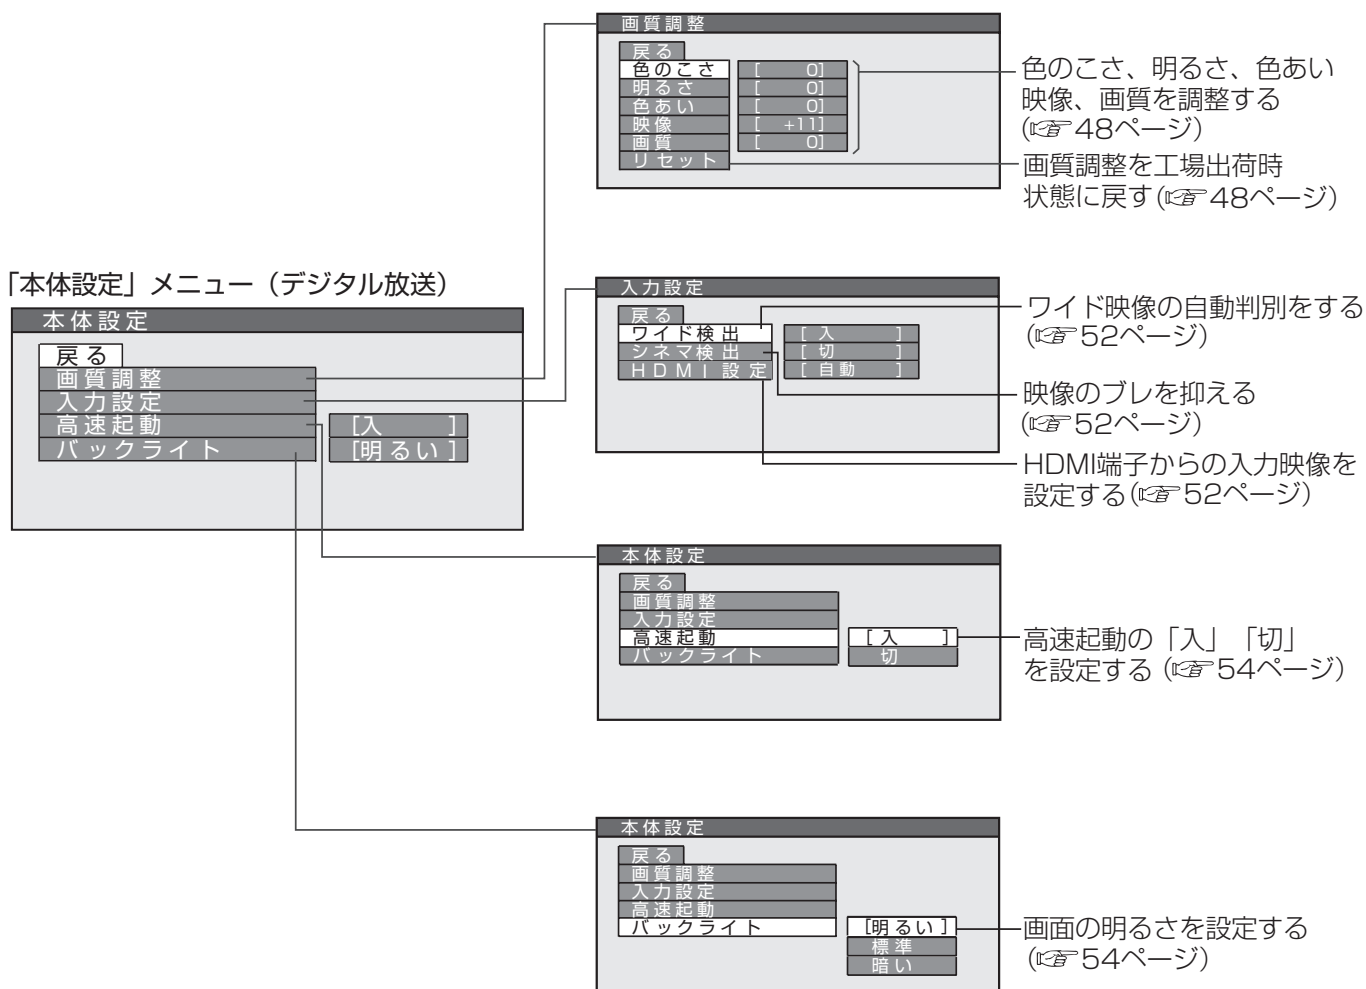 画質調整
戻る
色のこさ [ 0]
明るさ [ 0]
色あい [ 0]
映像 [ +11]
画質 [ 0]
リセット
色のこさ、明るさ、色あい
映像、画質を調整する
(☞48ページ)
画質調整を工場出荷時
状態に戻す(☞48ページ)
「本体設定」メニュー（デジタル放送）
本体設定
戻る
画質調整
入力設定
高速起動 [入 ]
バックライト [明るい]
入力設定
戻る
ワイド検出 [入 ]
シネマ検出 [切 ]
HDMI設定 [自動 ]
ワイド映像の自動判別をする
(☞52ページ)
映像のブレを抑える
(☞52ページ)
HDMI端子からの入力映像を
設定する(☞52ページ)
本体設定
戻る
画質調整
入力設定
高速起動 [入 ]
バックライト 切
高速起動の「入」「切」
を設定する(☞54ページ)
本体設定
戻る
画質調整
入力設定
高速起動
バックライト [明るい]
標準
暗い
画面の明るさを設定する
(☞54ページ)